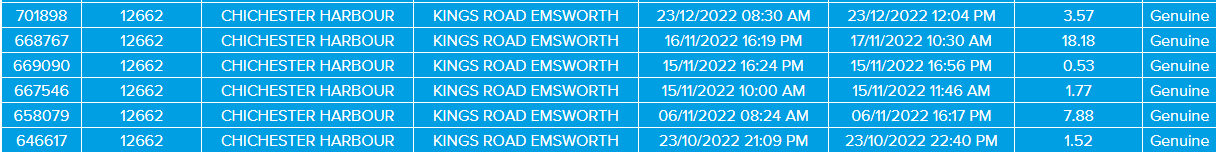 701898 12662 CHICHESTER HARBOUR KINGS ROAD EMSWORTH 23/12/2022 08:30 AM 23/12/2022 12:04 PM 3.57 Genuine
668767 12662 CHICHESTER HARBOUR KINGS ROAD EMSWORTH 16/11/2022 16:19 PM 17/11/2022 10:30 AM 18.18 Genuine
669090 12662 CHICHESTER HARBOUR KINGS ROAD EMSWORTH 15/11/2022 16:24 PM 15/11/2022 16:56 PM 0.53 Genuine
667546 12662 CHICHESTER HARBOUR KINGS ROAD EMSWORTH 15/11/2022 10:00 AM 15/11/2022 11:46 AM 1.77 Genuine
658079 12662 CHICHESTER HARBOUR KINGS ROAD EMSWORTH 06/11/2022 08:24 AM 06/11/2022 16:17 PM 7.88 Genuine
646617 12662 CHICHESTER HARBOUR KINGS ROAD EMSWORTH 23/10/2022 21:09 PM 23/10/2022 22:40 PM 1.52 Genuine